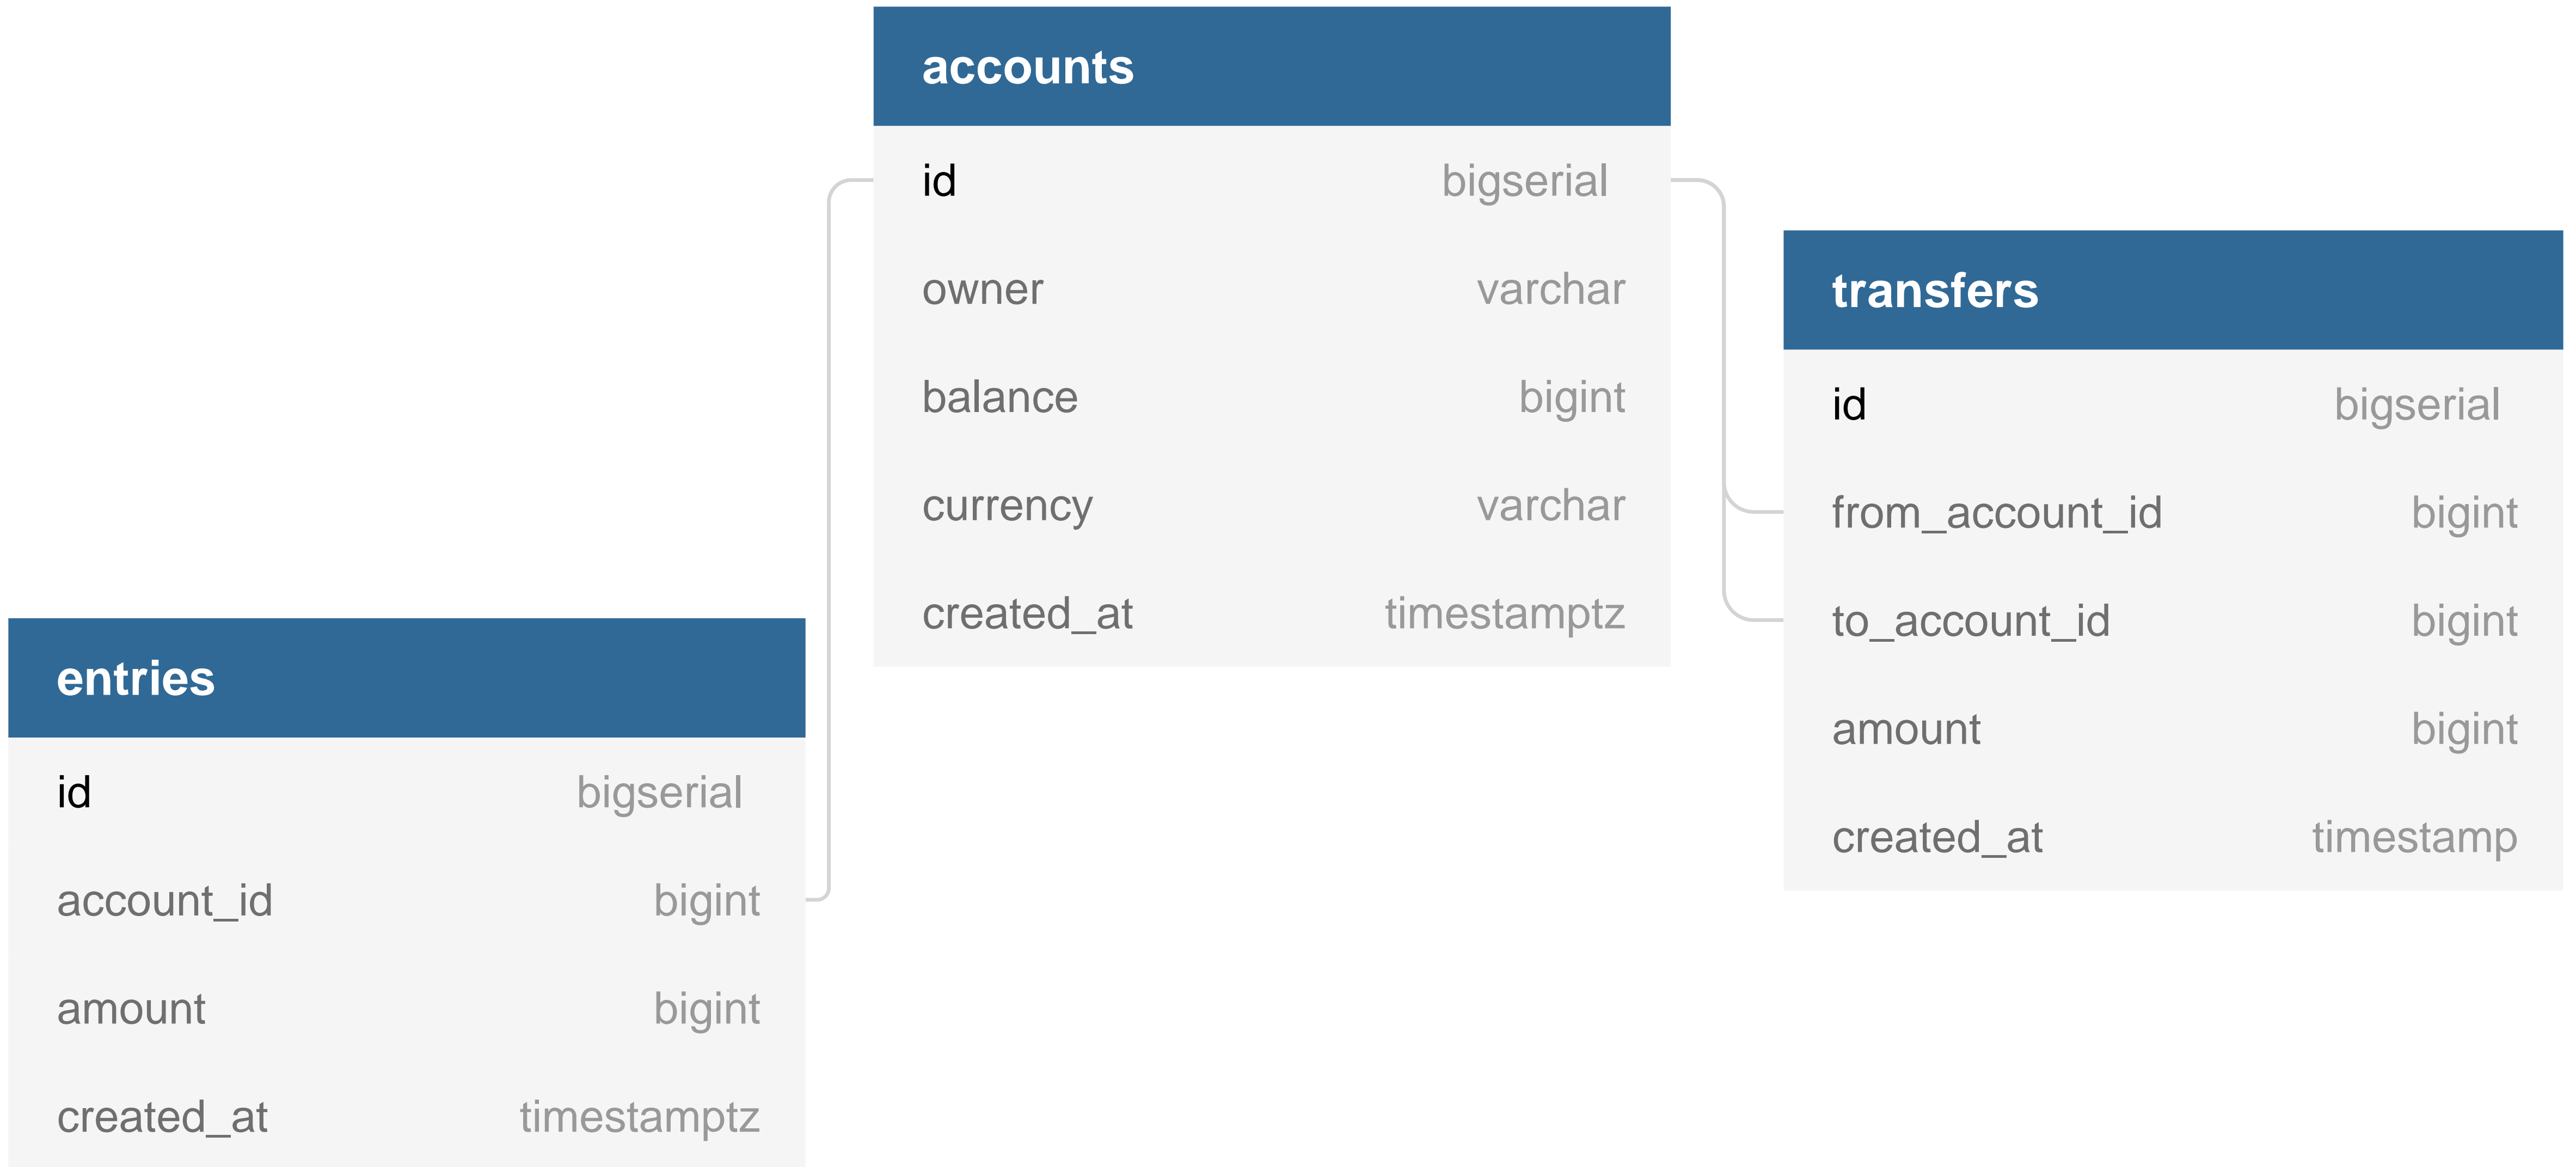 accounts
id bigserial
owner varchar
balance bigint
currency varchar
created_at timestamptz
transfers
id bigserial
from_account_id bigint
to_account_id bigint
amount bigint
created_at timestamp
entries
id bigserial
account_id bigint
amount bigint
created_at timestamptz